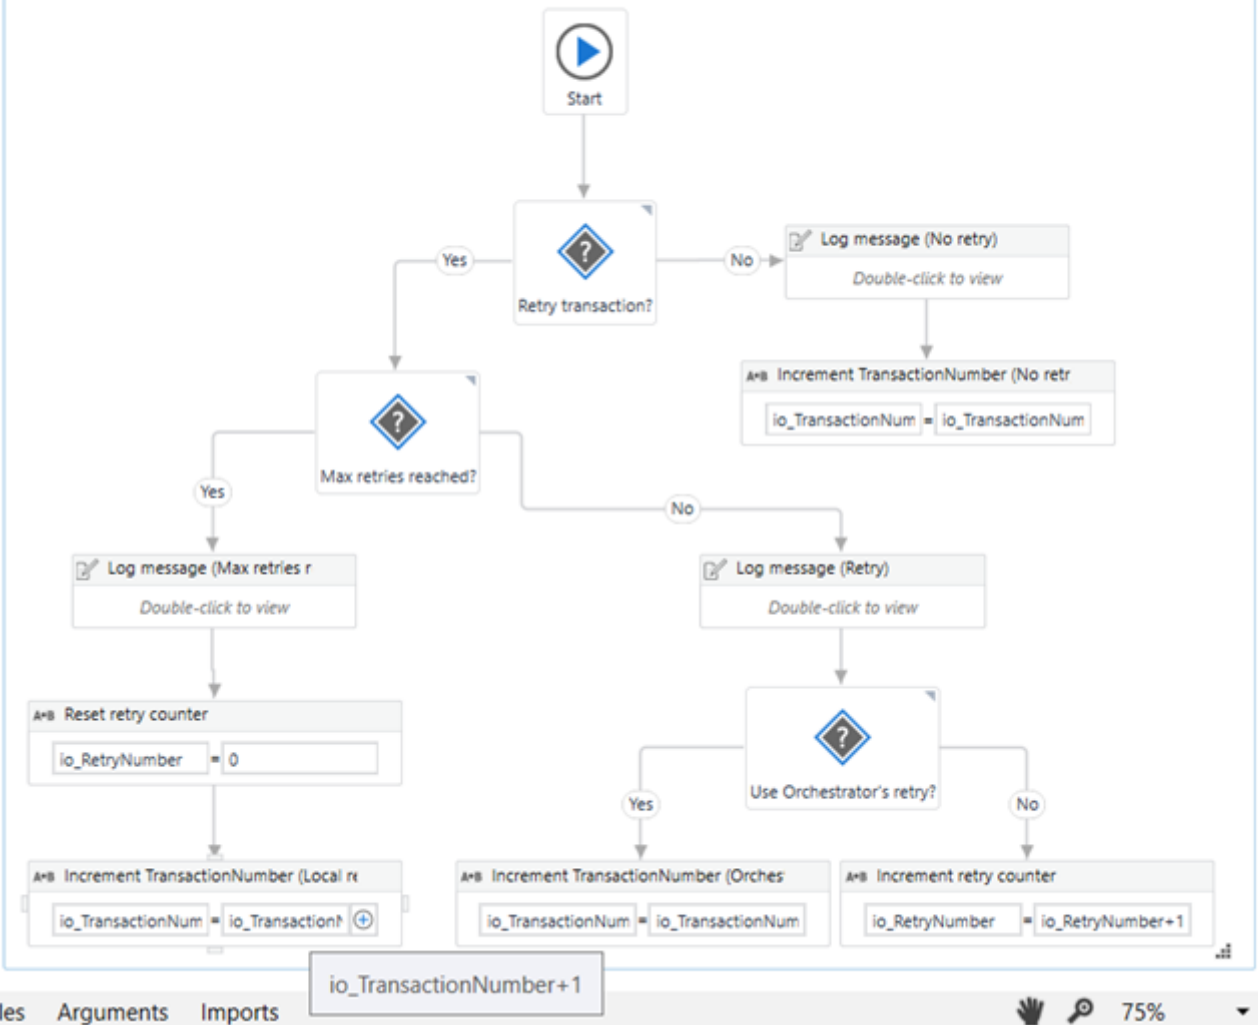 Start
Retry transaction?
Yes
No
Log message (No retry)
Double-click to view
A+B Increment TransactionNumber (No retr
io_TransactionNum = io_TransactionNum
Max retries reached?
Yes
No
Log message (Max retries r
Double-click to view
Log message (Retry)
Double-click to view
A+B Reset retry counter
io_RetryNumber = 0
Use Orchestrator's retry?
Yes
No
A+B Increment TransactionNumber (Local re
io_TransactionNum = io_TransactionN
A+B Increment TransactionNumber (Orches
io_TransactionNum = io_TransactionNum
A+B Increment retry counter
io_RetryNumber = io_RetryNumber+1
io_TransactionNumber+1
les Arguments Imports 75%